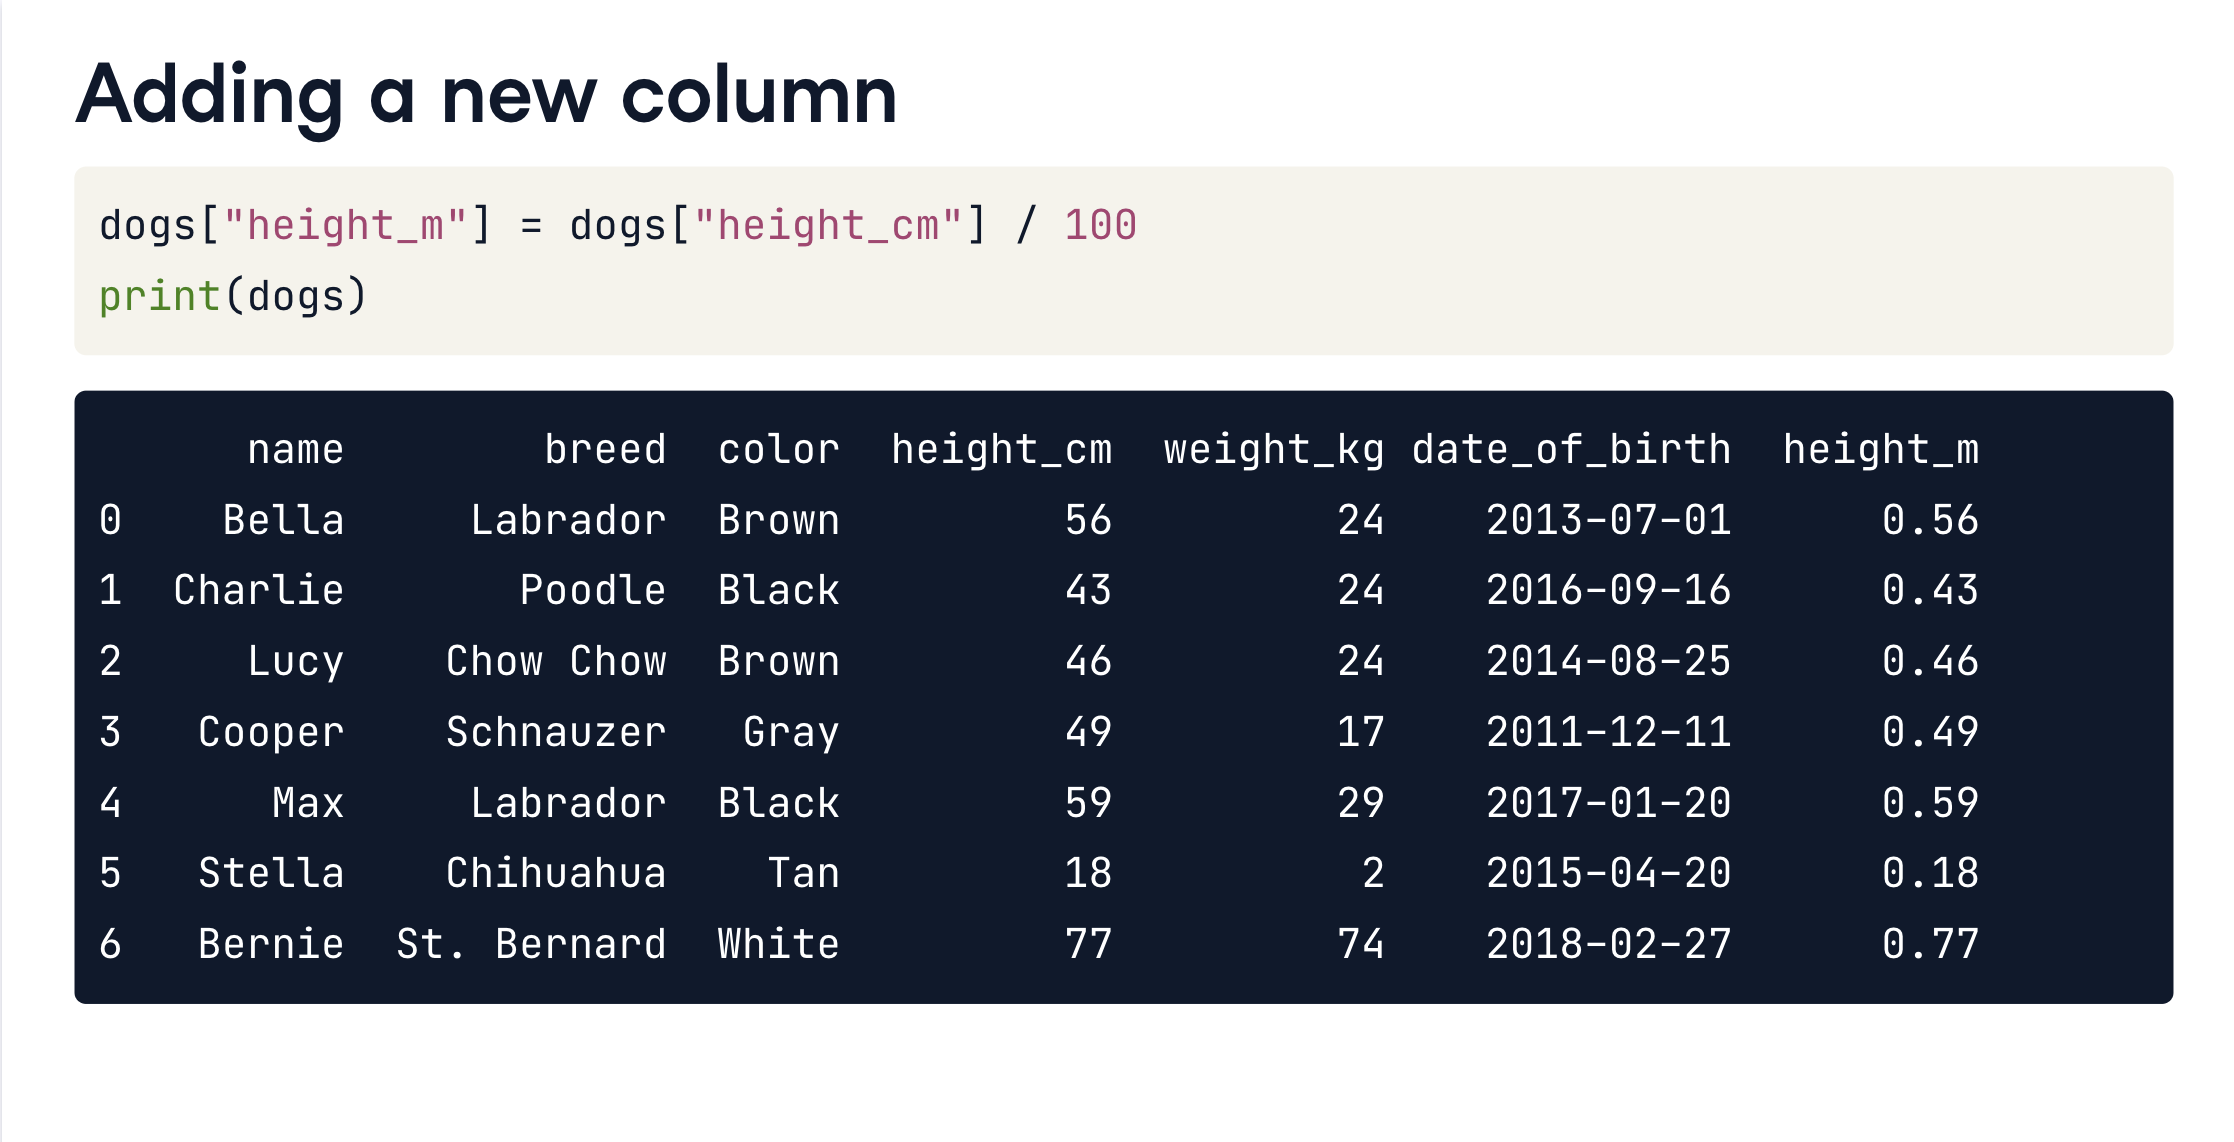 Adding a new column
dogs["height_m"] = dogs["height_cm"] / 100
print(dogs)
name breed color height_cm weight_kg date_of_birth height_m
0 Bella Labrador Brown 56 24 2013-07-01 0.56
1 Charlie Poodle Black 43 24 2016-09-16 0.43
2 Lucy Chow Chow Brown 46 24 2014-08-25 0.46
3 Cooper Schnauzer Gray 49 17 2011-12-11 0.49
4 Max Labrador Black 59 29 2017-01-20 0.59
5 Stella Chihuahua Tan 18 2 2015-04-20 0.18
6 Bernie St. Bernard White 77 74 2018-02-27 0.77